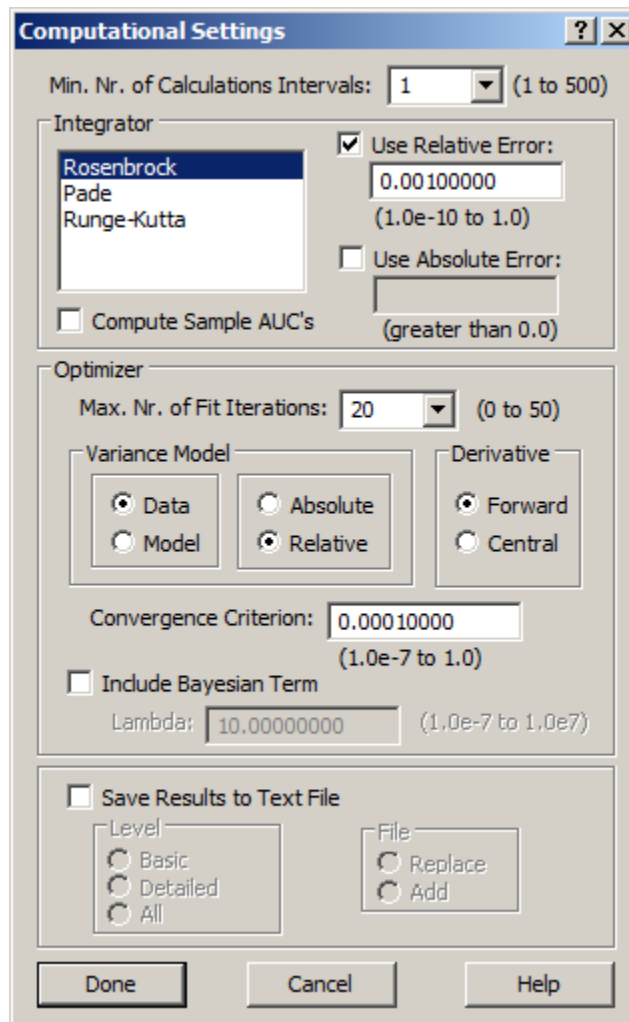 Computational Settings
Min. Nr. of Calculations Intervals: 1 (1 to 500)
Integrator
Rosenbrock
Pade
Runge-Kutta
Use Relative Error:
0.00100000
(1.0e-10 to 1.0)
Use Absolute Error:
(greater than 0.0)
Compute Sample AUC's
Optimizer
Max. Nr. of Fit Iterations: 20 (0 to 50)
Variance Model
Data
Model
Absolute
Relative
Derivative
Forward
Central
Convergence Criterion: 0.00010000
(1.0e-7 to 1.0)
Include Bayesian Term
Lambda: 10.00000000 (1.0e-7 to 1.0e7)
Save Results to Text File
Level
Basic
Detailed
All
File
Replace
Add
Done Cancel Help